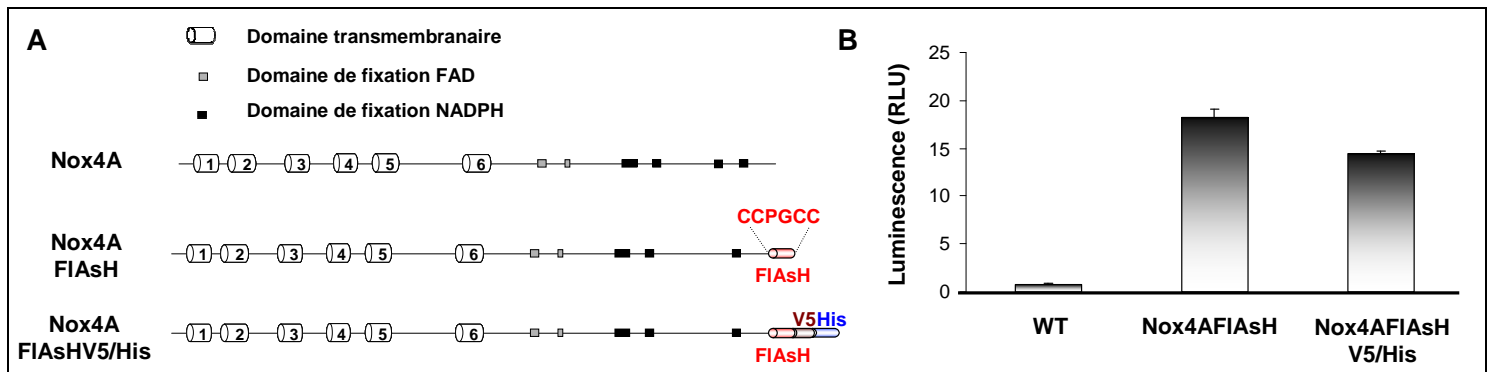 A
Domaine transmembranaire
Domaine de fixation FAD
Domaine de fixation NADPH
Nox4A
1 2 3 4 5 6
CCPGCC
Nox4A
FlAsH
1 2 3 4 5 6
FlAsH
V5His
Nox4A
FlAsHV5/His
1 2 3 4 5 6
FlAsH
B
Luminescence (RLU)
25
20
15
10
5
0
WT
Nox4AFlAsH
Nox4AFlAsH
V5/His